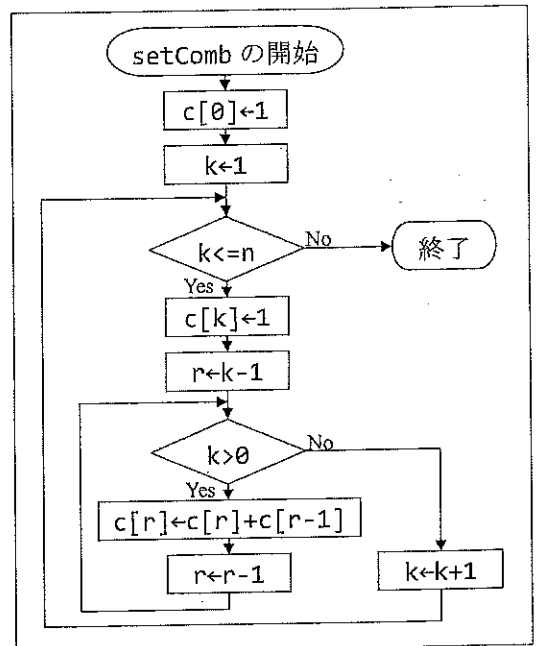 setComb の開始
c[0]←1
k←1
k<=n
No
終了
Yes
c[k]←1
r←k-1
k>0
No
Yes
c[r]←c[r]+c[r-1]
r←r-1
k←k+1